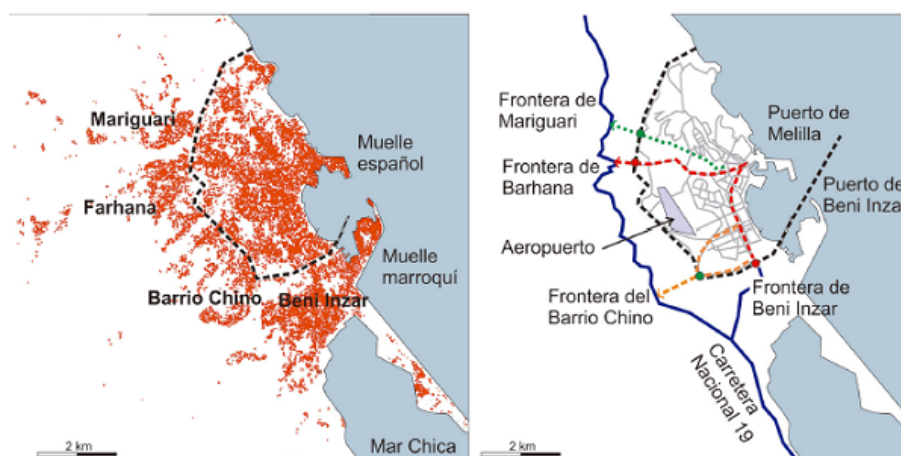 Mariguari
Farhana
Barrio Chino
Beni Inzar
Muelle
español
Muelle
marroquí
Mar Chica
2 km
Frontera de
Mariguari
Frontera de
Barhana
Aeropuerto
Frontera del
Barrio Chino
Puerto de
Melilla
Puerto de
Beni Inzar
Frontera de
Beni Inzar
Carretera
Nacional 19
2 km